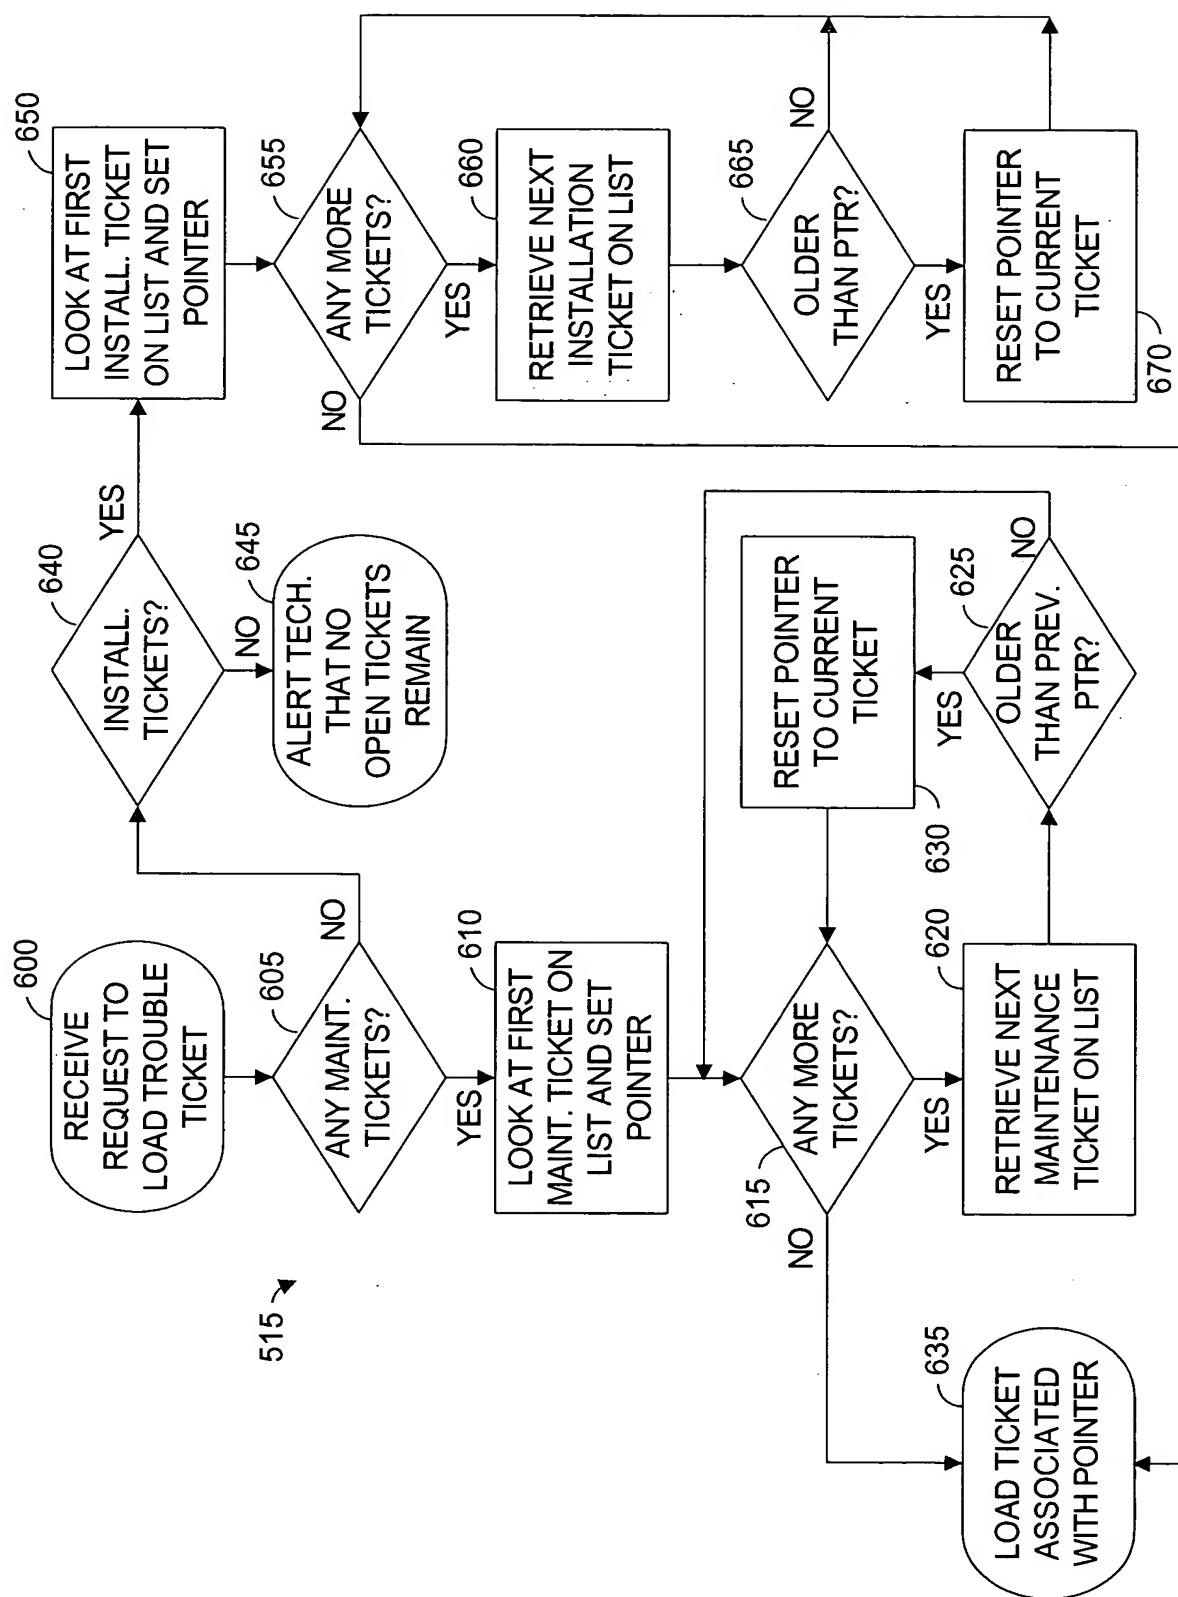 600
RECEIVE
REQUEST TO
LOAD TROUBLE
TICKET
605
ANY MAINT.
TICKETS?
NO
YES
610
LOOK AT FIRST
MAINT. TICKET ON
LIST AND SET
POINTER
615
ANY MORE
TICKETS?
NO
YES
620
RETRIEVE NEXT
MAINTENANCE
TICKET ON LIST
625
OLDER
THAN PREV.
PTR?
NO
YES
630
RESET POINTER
TO CURRENT
TICKET
635
LOAD TICKET
ASSOCIATED
WITH POINTER
515
640
INSTALL.
TICKETS?
YES
NO
645
ALERT TECH.
THAT NO
OPEN TICKETS
REMAIN
650
LOOK AT FIRST
INSTALL. TICKET
ON LIST AND SET
POINTER
655
ANY MORE
TICKETS?
NO
YES
660
RETRIEVE NEXT
INSTALLATION
TICKET ON LIST
665
OLDER
THAN PTR?
NO
YES
RESET POINTER
TO CURRENT
TICKET
670